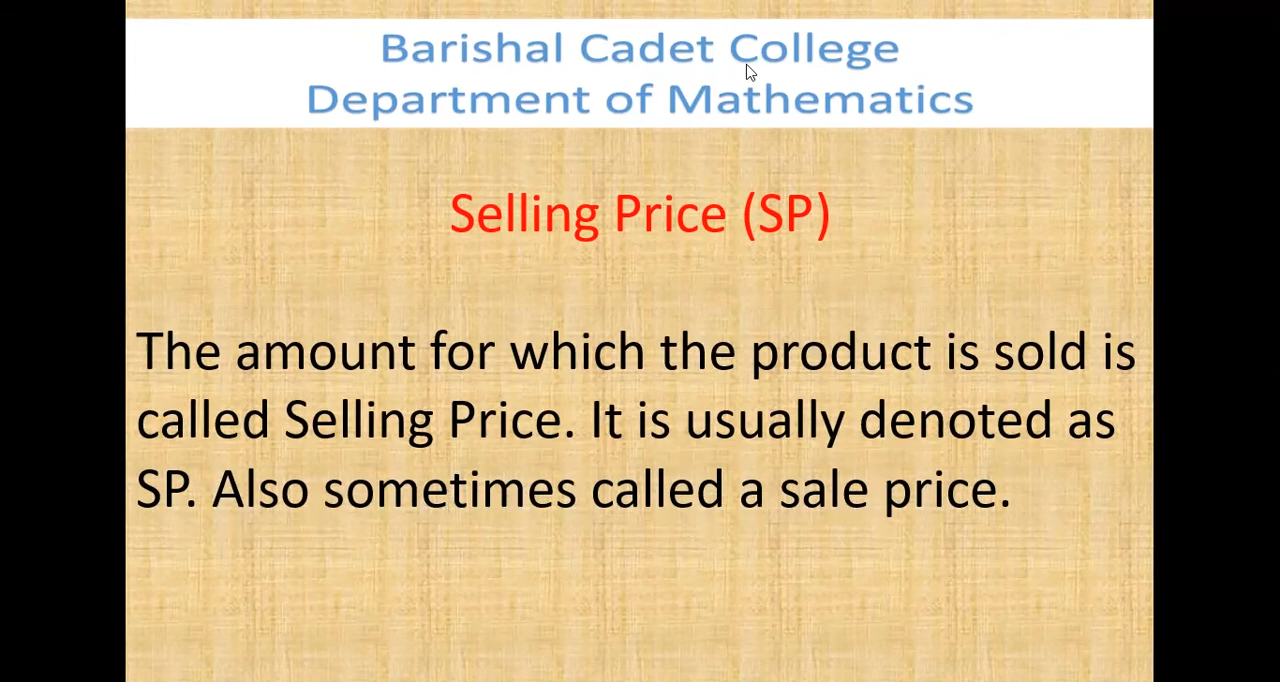 Barishal Cadet College
Department of Mathematics
Selling Price (SP)
The amount for which the product is sold is
called Selling Price. It is usually denoted as
SP. Also sometimes called a sale price.